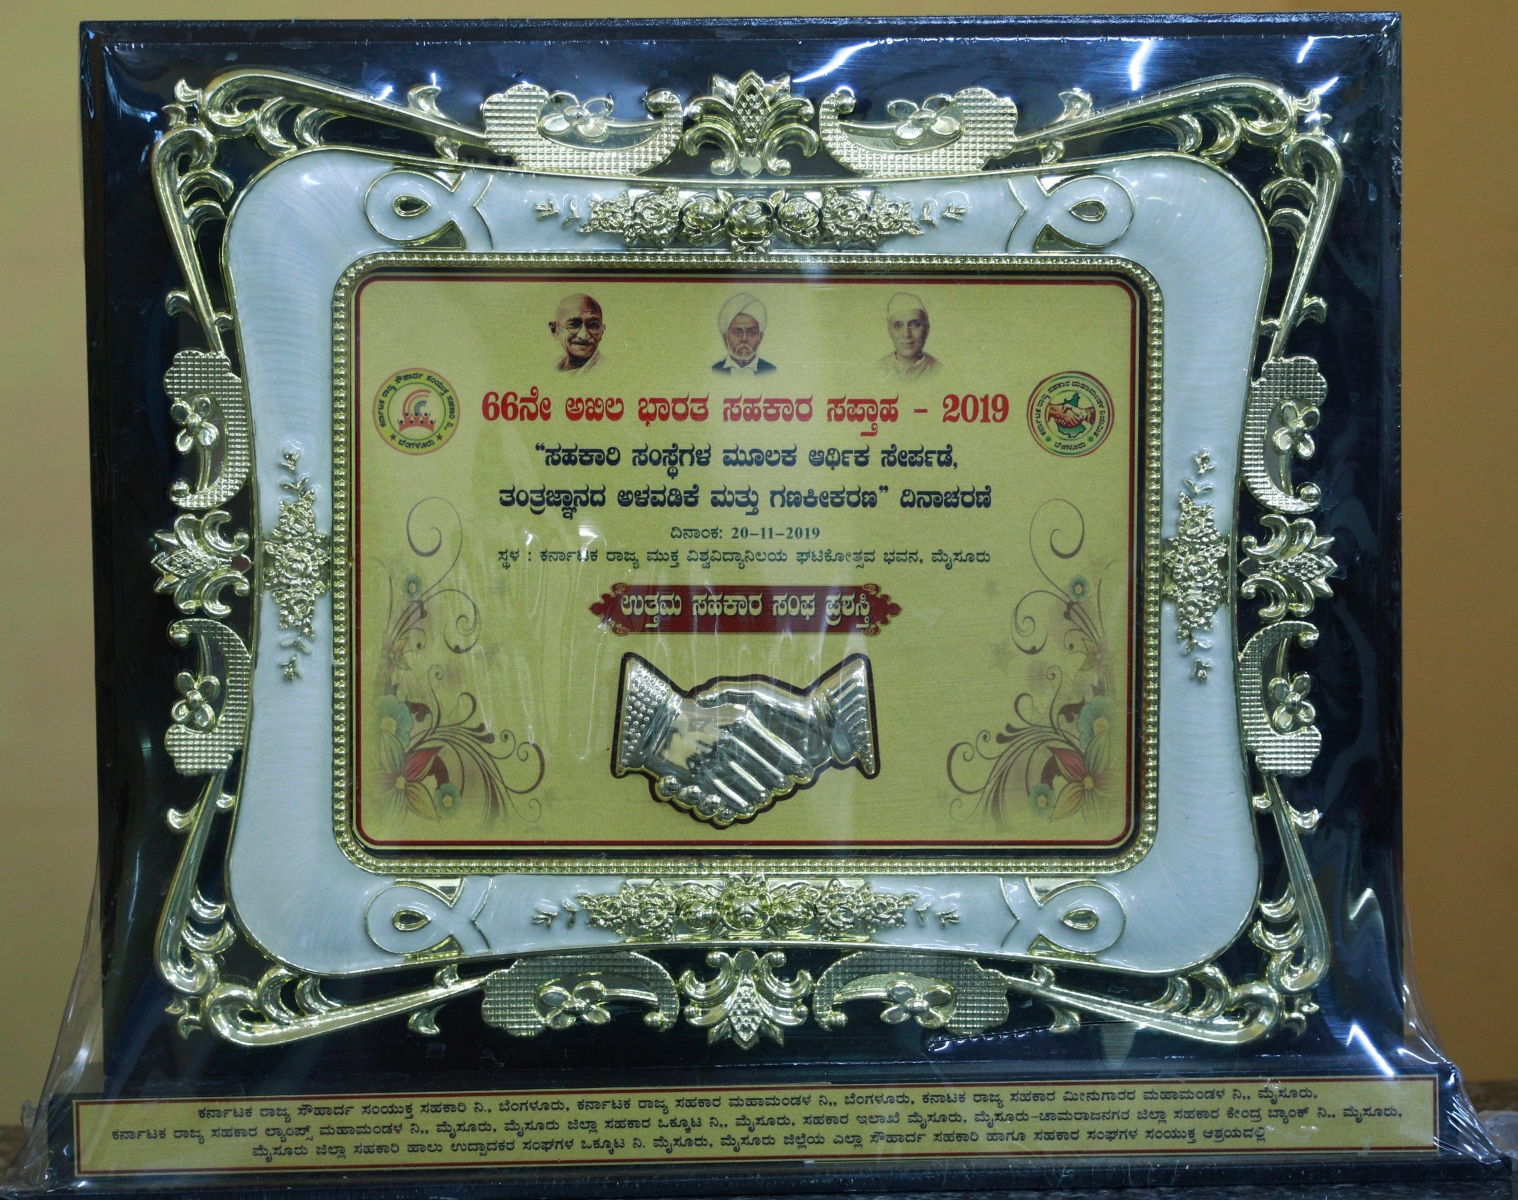 66ನೇ ಅಖಿಲ ಭಾರತ ಸಹಕಾರ ಸಪ್ತಾಹ - 2019
“ಸಹಕಾರಿ ಸಂಸ್ಥೆಗಳ ಮೂಲಕ ಆರ್ಥಿಕ ಸೇರ್ಪಡೆ,
ತಂತ್ರಜ್ಞಾನದ ಅಳವಡಿಕೆ ಮತ್ತು ಗಣಕೀಕರಣ” ದಿನಾಚರಣೆ
ದಿನಾಂಕ: 20-11-2019
ಸ್ಥಳ : ಕರ್ನಾಟಕ ರಾಜ್ಯ ಮುಕ್ತ ವಿಶ್ವವಿದ್ಯಾನಿಲಯ ಘಟಿಕೋತ್ಸವ ಭವನ, ಮೈಸೂರು
ಉತ್ತಮ ಸಹಕಾರ ಸಂಘ ಪ್ರಶಸ್ತಿ
ಬೆಂಗಳೂರು
ಬೆಂಗಳೂರು
ಕರ್ನಾಟಕ ರಾಜ್ಯ ಸೌಹಾರ್ದ ಸಂಯುಕ್ತ ಸಹಕಾರಿ ನಿ., ಬೆಂಗಳೂರು, ಕರ್ನಾಟಕ ರಾಜ್ಯ ಸಹಕಾರ ಮಹಾಮಂಡಳ ನಿ., ಬೆಂಗಳೂರು, ಕರ್ನಾಟಕ ರಾಜ್ಯ ಸಹಕಾರ ಮೀನುಗಾರರ ಮಹಾಮಂಡಳ ನಿ., ಮೈಸೂರು,
ಕರ್ನಾಟಕ ರಾಜ್ಯ ಸಹಕಾರ ಲ್ಯಾಂಪ್ಸ್ ಮಹಾಮಂಡಳ ನಿ., ಮೈಸೂರು, ಮೈಸೂರು ಜಿಲ್ಲಾ ಸಹಕಾರ ಒಕ್ಕೂಟ ನಿ., ಮೈಸೂರು, ಸಹಕಾರ ಇಲಾಖೆ ಮೈಸೂರು, ಮೈಸೂರು-ಚಾಮರಾಜನಗರ ಜಿಲ್ಲಾ ಸಹಕಾರ ಕೇಂದ್ರ ಬ್ಯಾಂಕ್ ನಿ., ಮೈಸೂರು,
ಮೈಸೂರು ಜಿಲ್ಲಾ ಸಹಕಾರಿ ಹಾಲು ಉತ್ಪಾದಕರ ಸಂಘಗಳ ಒಕ್ಕೂಟ ನಿ. ಮೈಸೂರು, ಮೈಸೂರು ಜಿಲ್ಲೆಯ ಎಲ್ಲಾ ಸೌಹಾರ್ದ ಸಹಕಾರಿ ಹಾಗೂ ಸಹಕಾರ ಸಂಘಗಳ ಸಂಯುಕ್ತ ಆಶ್ರಯದಲ್ಲಿ